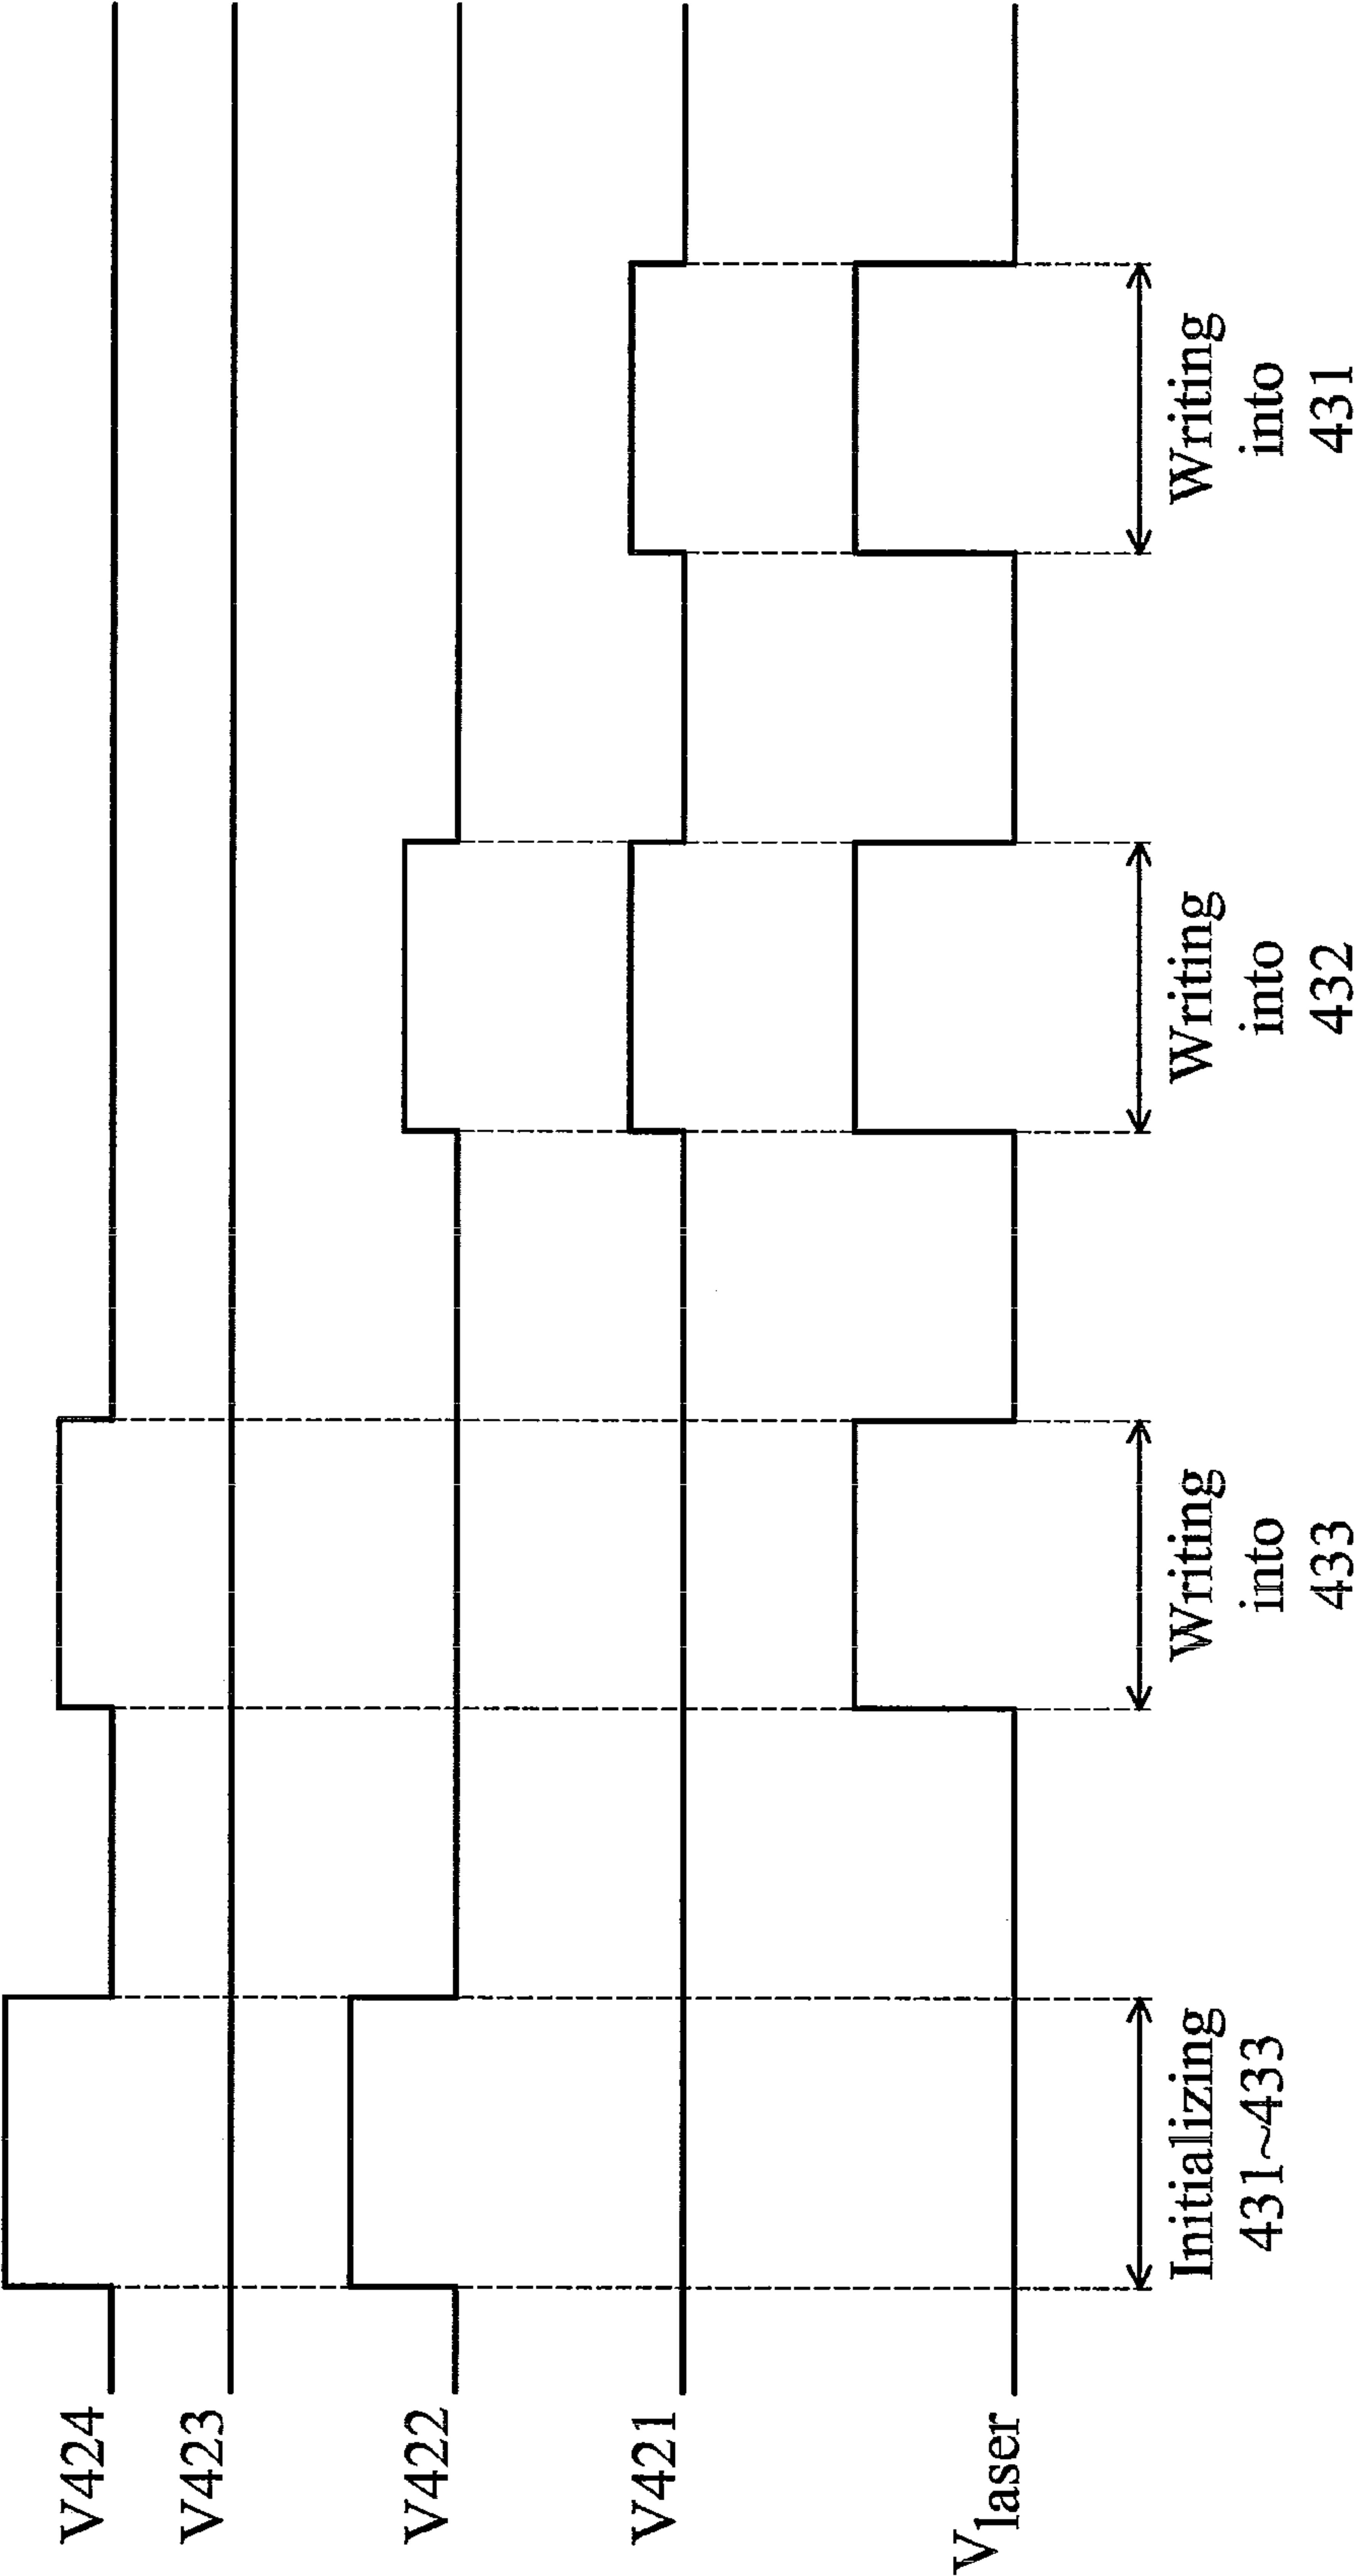 V424
V423
V422
V421
Vlaser
Initializing
431~433
Writing
into
433
Writing
into
432
Writing
into
431